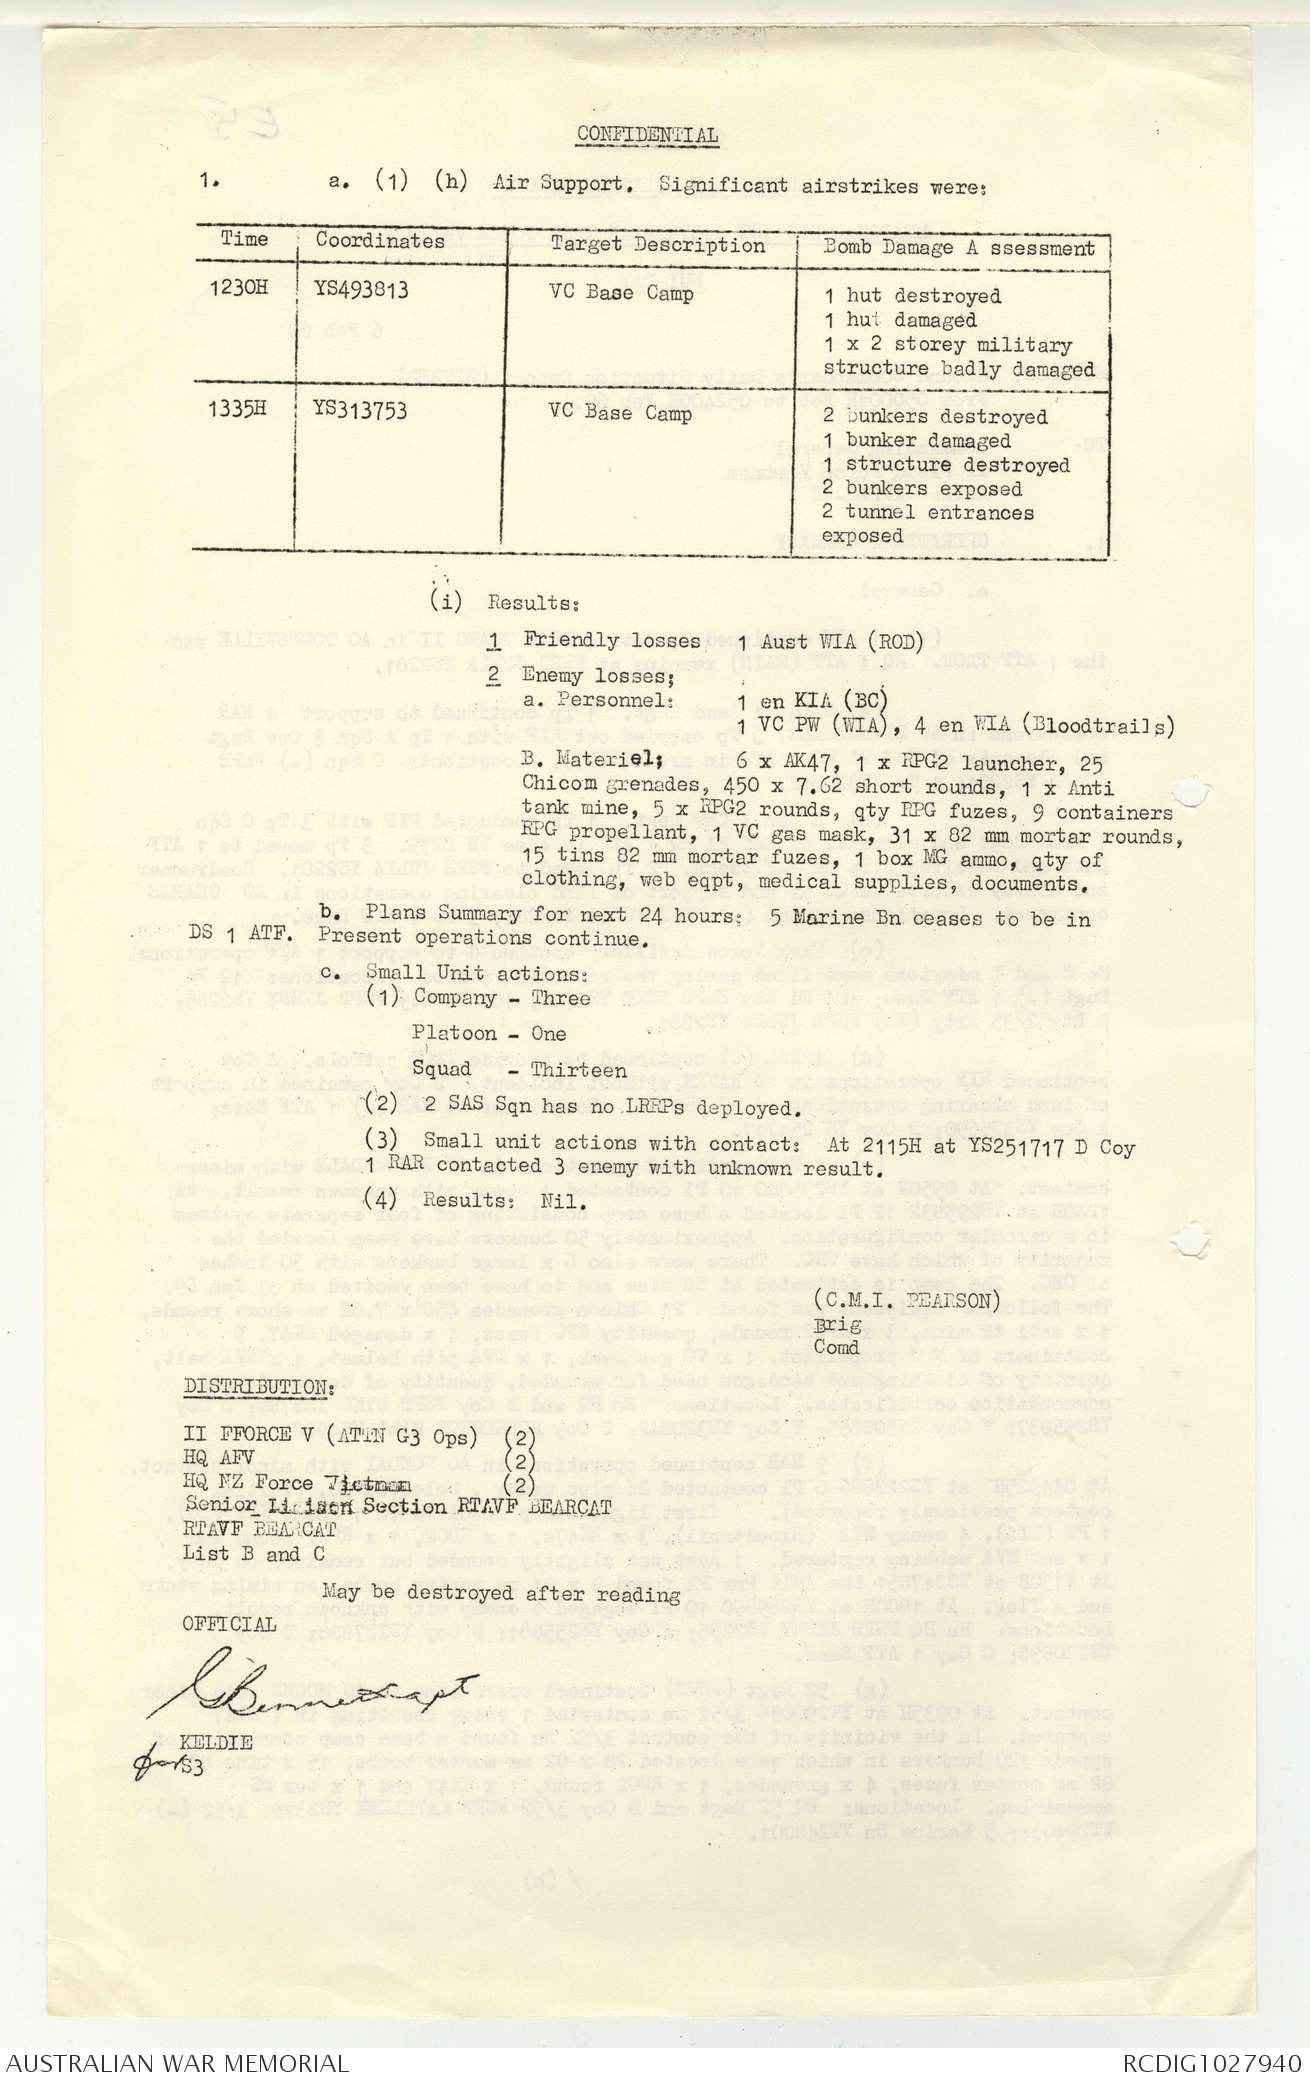 CONFIDENTIAL
1. a. (1) (h) Air Support. Significant airstrikes were:
Time Coordinates Target Description Bomb Damage A ssessment
1230H YS493813 VC Base Camp 1 hut destroyed
1 hut damaged
1 x 2 storey military
structure badly damaged
1335H YS313753 VC Base Camp 2 bunkers destroyed
1 bunker damaged
1 structure destroyed
2 bunkers exposed
2 tunnel entrances
exposed
(i) Results:
1 Friendly losses 1 Aust WIA (ROD)
2 Enemy losses;
a. Personnel: 1 en KIA (BC)
1 VC PW (WIA), 4 en WIA (Bloodtrails)
B. Materiel; 6 x AK47, 1 x RPG2 launcher, 25
Chicom grenades, 450 x 7.62 short rounds, 1 x Anti
tank mine, 5 x RPG2 rounds, qty RPG fuzes, 9 containers
RPG propellant, 1 VC gas mask, 31 x 82 mm mortar rounds,
15 tins 82 mm mortar fuzes, 1 box MG ammo, qty of
clothing, web eqpt, medical supplies, documents.
b. Plans Summary for next 24 hours: 5 Marine Bn ceases to be in
DS 1 ATF. Present operations continue.
c. Small Unit actions:
(1) Company - Three
Platoon - One
Squad - Thirteen
(2) 2 SAS Sqn has no LRRPs deployed.
(3) Small unit actions with contact: At 2115H at YS251717 D Coy
1 RAR contacted 3 enemy with unknown result.
(4) Results: Nil.
(C.M.I. PEARSON)
Brig
Comd
DISTRIBUTION:
II FFORCE V (ATTN G3 Ops) (2)
HQ AFV (2)
HQ NZ Force Vietnam (2)
Senior Liaison Section RTAVF BEARCAT
RTAVF BEARCAT
List B and C
May be destroyed after reading
OFFICIAL
GBennett Capt
KELDIE
for S3
AUSTRALIAN WAR MEMORIAL RCDIG1027940